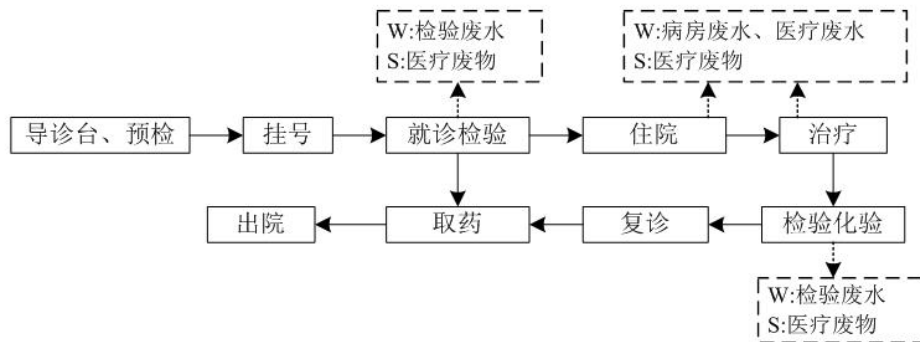 W:检验废水
S:医疗废物
W:病房废水、医疗废水
S:医疗废物
导诊台、预检
挂号
就诊检验
住院
治疗
出院
取药
复诊
检验化验
W:检验废水
S:医疗废物